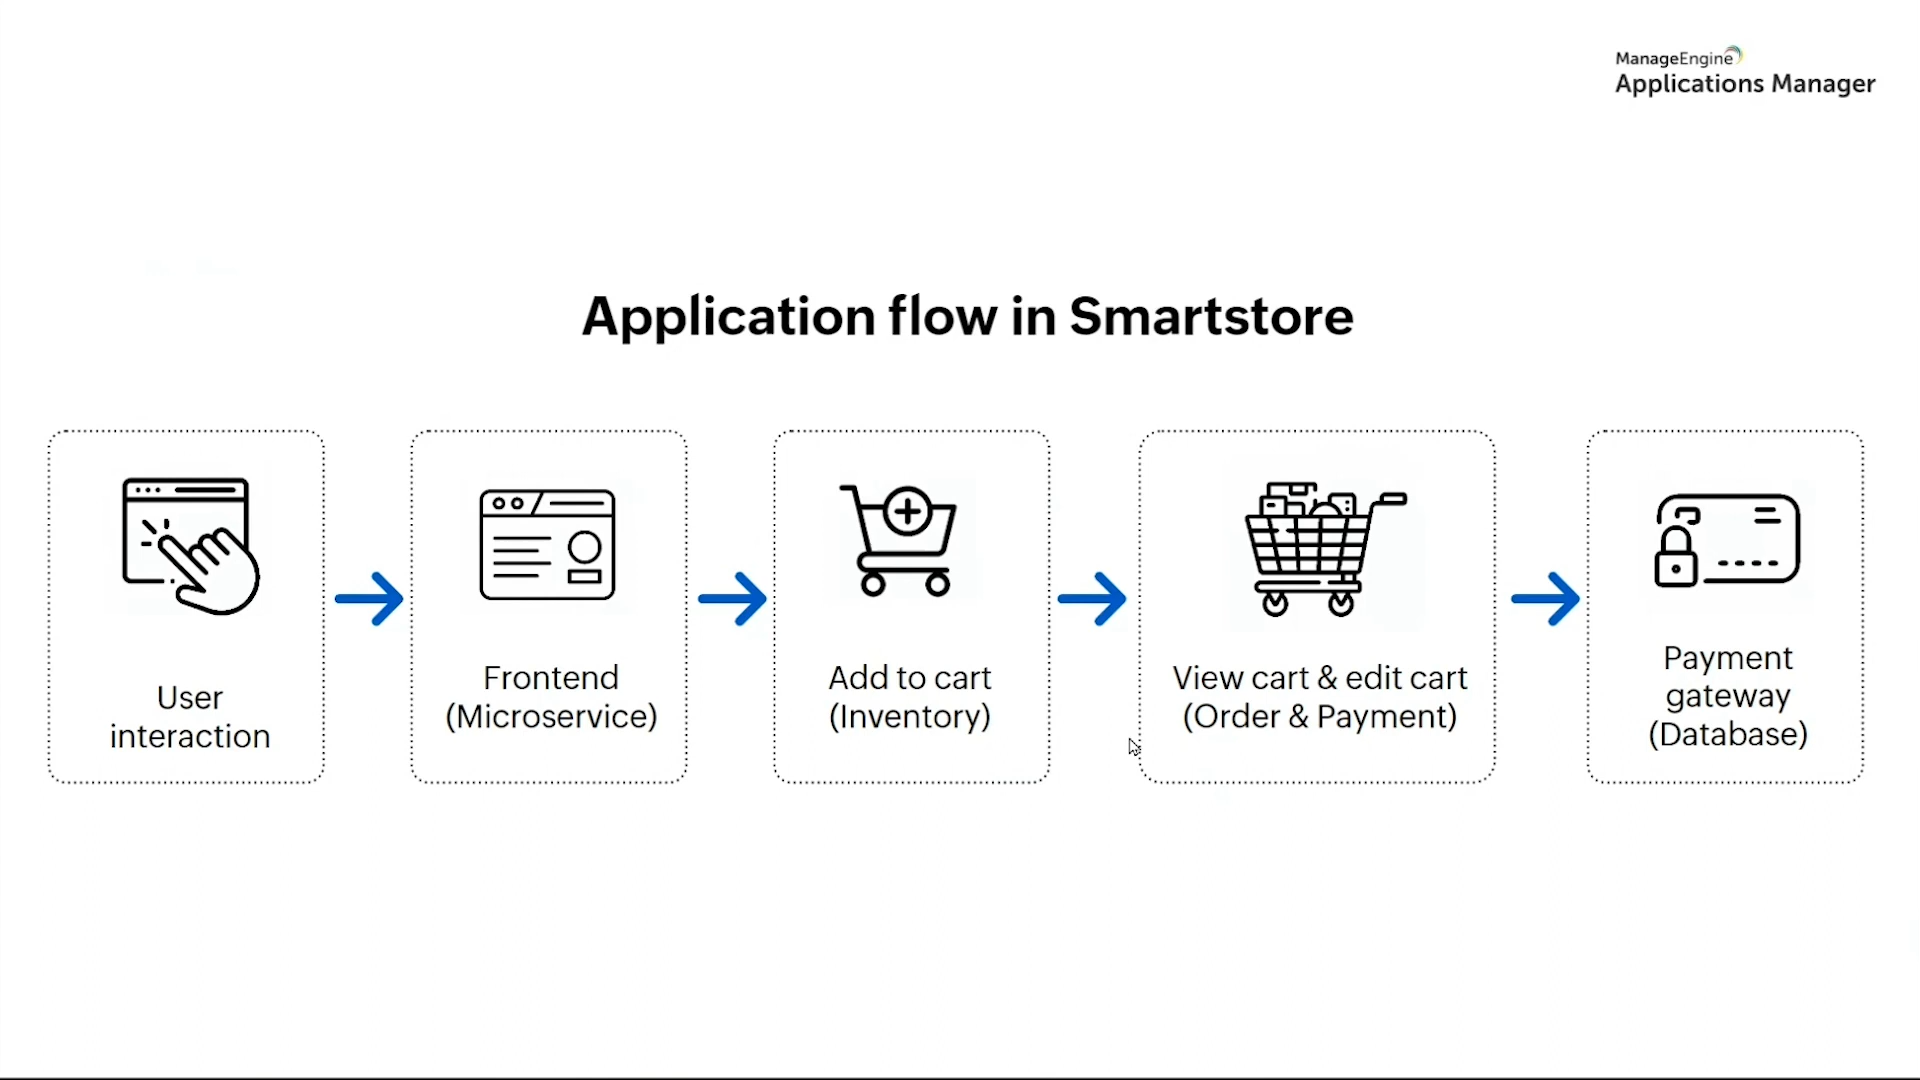 ManageEngine
Applications Manager
Application flow in Smartstore
User
interaction
Frontend
(Microservice)
Add to cart
(Inventory)
View cart & edit cart
(Order & Payment)
Payment
gateway
(Database)